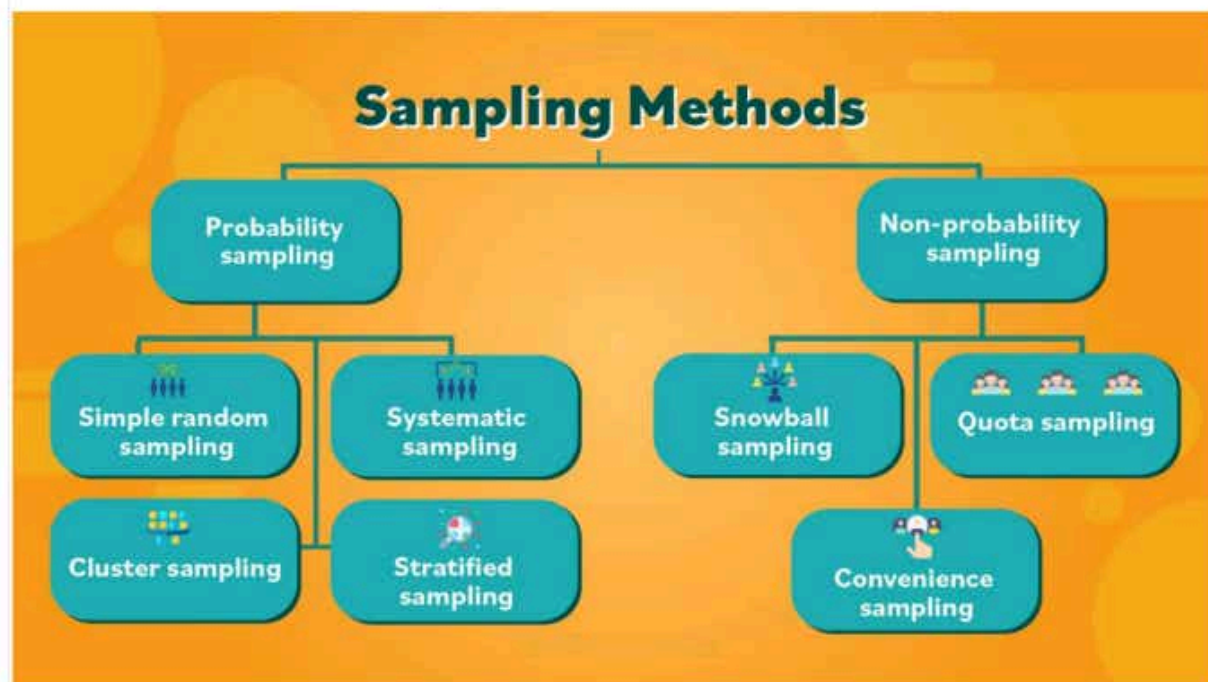 Sampling Methods
Probability
sampling
Non-probability
sampling
Simple random
sampling
Systematic
sampling
Snowball
sampling
Quota sampling
Cluster sampling
Stratified
sampling
Convenience
sampling